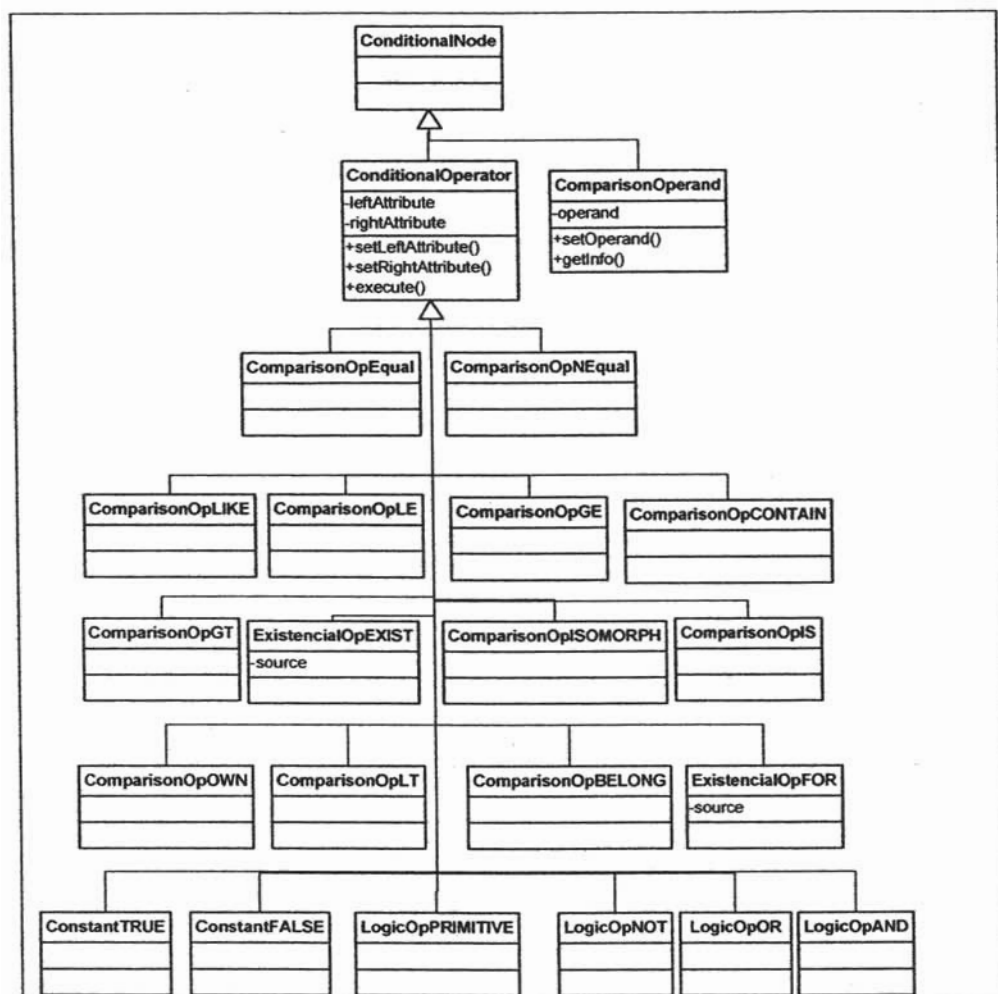 ConditionalNode
ConditionalOperator
-leftAttribute
-rightAttribute
+setLeftAttribute()
+setRightAttribute()
+execute()
ComparisonOperand
-operand
+setOperand()
+getInfo()
ComparisonOpEqual
ComparisonOpNEqual
ComparisonOpLIKE
ComparisonOpLE
ComparisonOpGE
ComparisonOpCONTAIN
ComparisonOpGT
ExistencialOpEXIST
-source
ComparisonOpISOMORPH
ComparisonOpIS
ComparisonOpOWN
ComparisonOpLT
ComparisonOpBELONG
ExistencialOpFOR
-source
ConstantTRUE
ConstantFALSE
LogicOpPRIMITIVE
LogicOpNOT
LogicOpOR
LogicOpAND